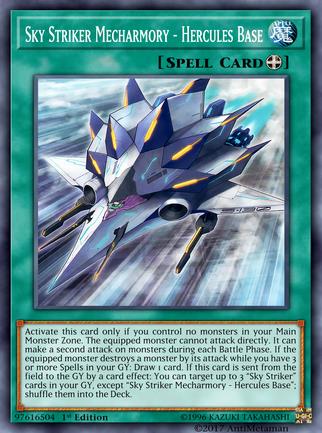 Sky Striker Mecharmory - Hercules Base
SPELL
[Spell Card]
Activate this card only if you control no monsters in your Main
Monster Zone. The equipped monster cannot attack directly. It can
make a second attack on monsters during each Battle Phase. If the
equipped monster destroys a monster by its attack while you have 3
or more Spells in your GY: Draw 1 card. If this card is sent from the
field to the GY by a card effect: You can target up to 3 "Sky Striker"
cards in your GY, except "Sky Striker Mecharmory - Hercules Base";
shuffle them into the Deck.
97616504 1st Edition ©1996 KAZUKI TAKAHASHI
©2017 AntiMetaman